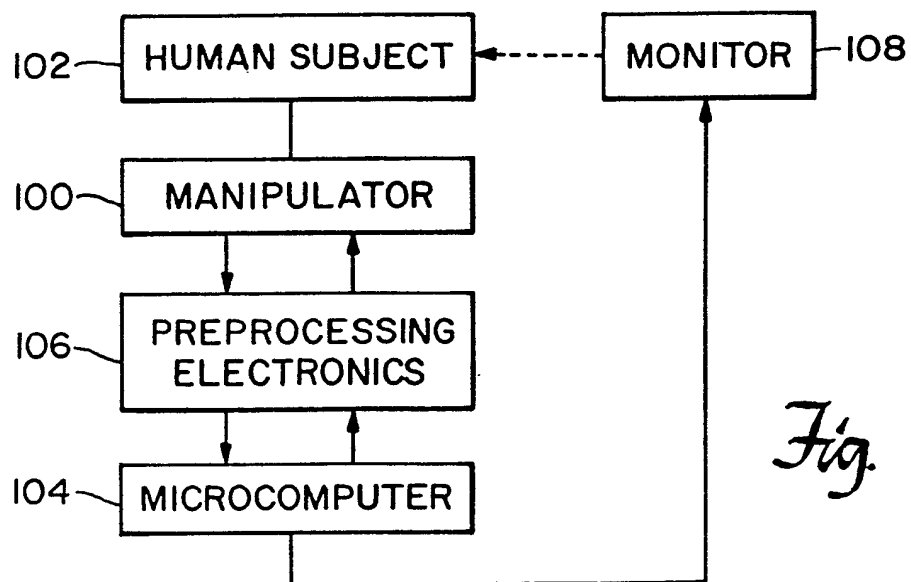 102 HUMAN SUBJECT
MONITOR 108
100 MANIPULATOR
106 PREPROCESSING
ELECTRONICS
104 MICROCOMPUTER
Fig.